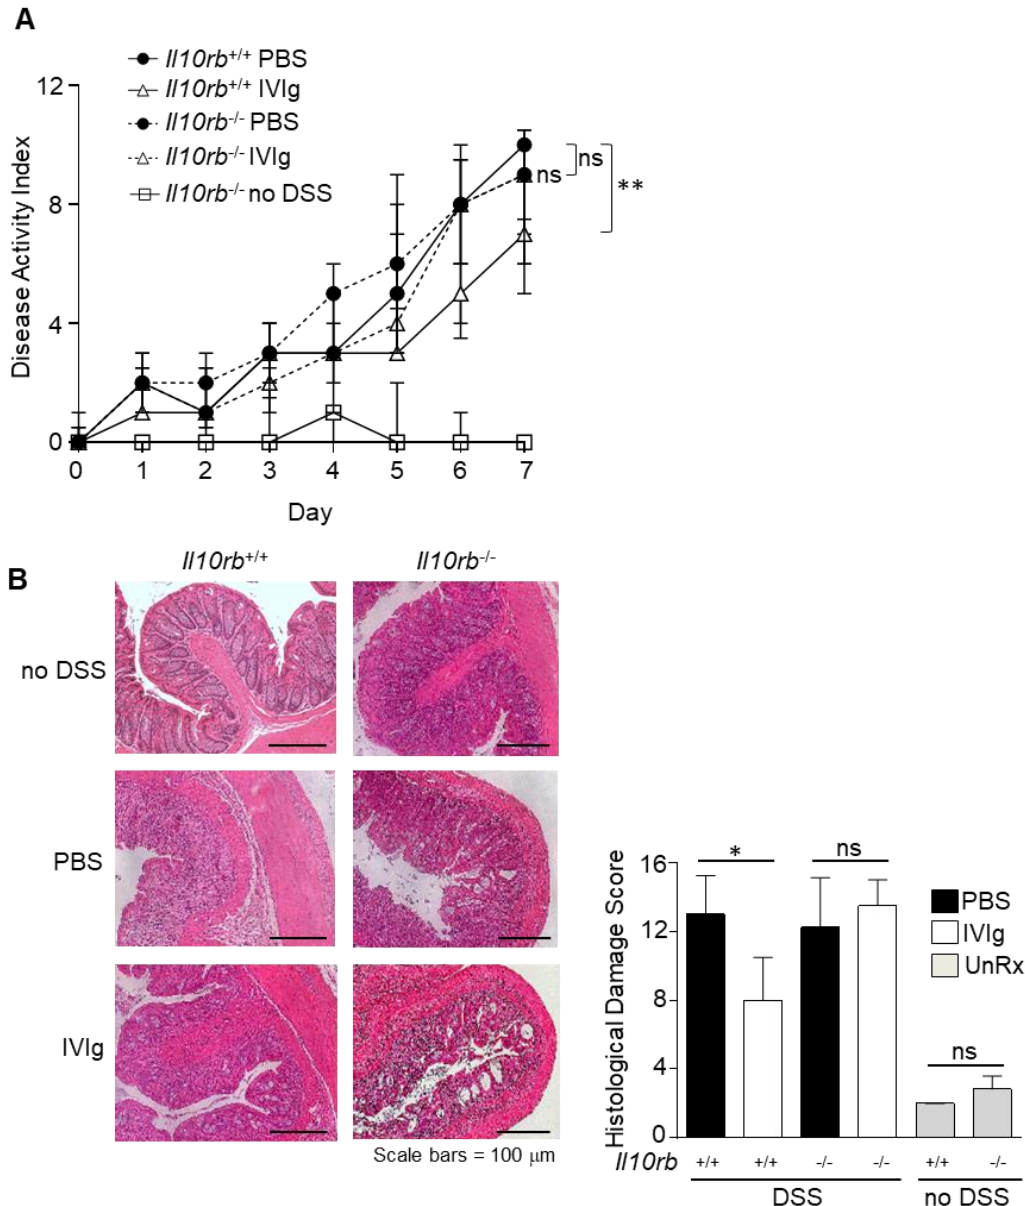 A
Il10rb+/+ PBS
Il10rb+/+ IVIg
Il10rb-/- PBS
Il10rb-/- IVIg
Il10rb-/- no DSS
Disease Activity Index
12
8
4
0
ns
ns
**
0 1 2 3 4 5 6 7
Day
B
Il10rb+/+ Il10rb-/-
no DSS
PBS
IVIg
Scale bars = 100 μm
Histological Damage Score
16
12
8
4
0
* ns
ns
PBS
IVIg
UnRx
Il10rb +/+ +/+ -/- -/- +/+ -/-
DSS no DSS